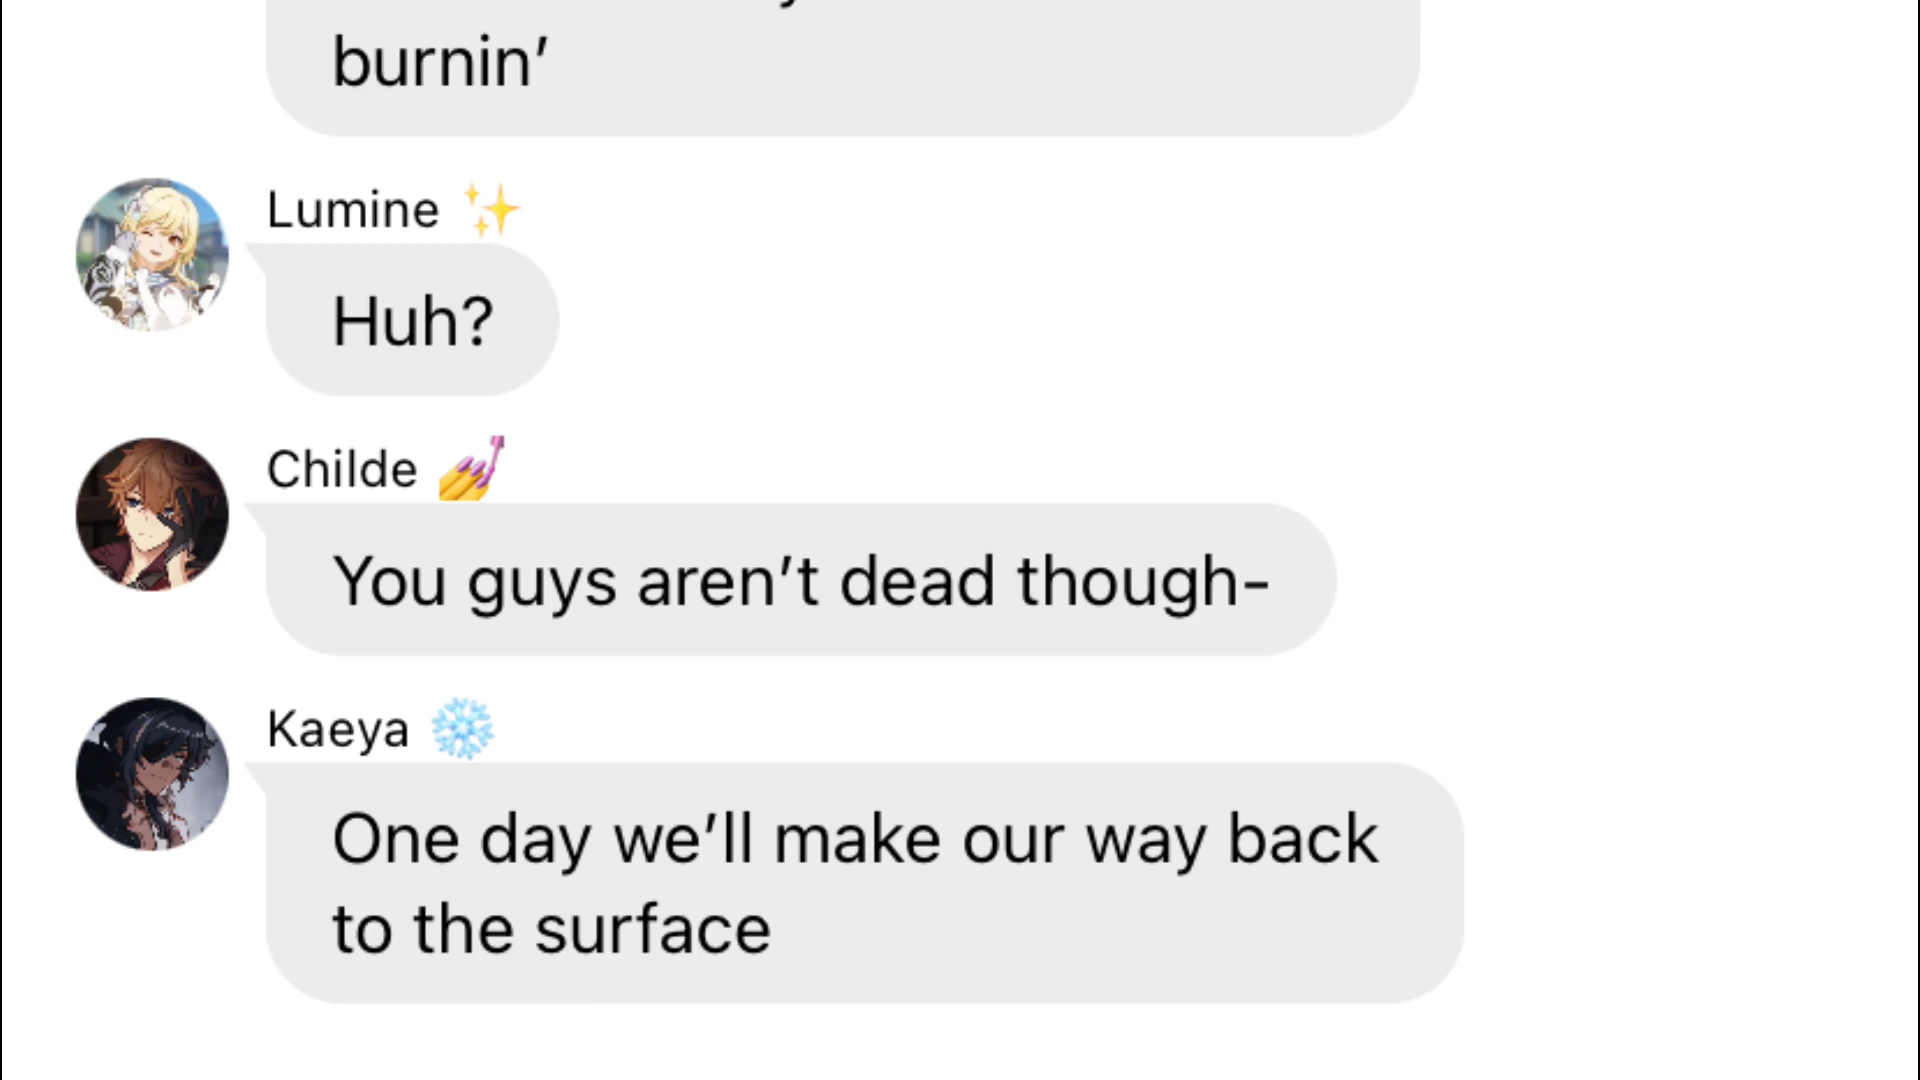 burnin’
Lumine ✨
Huh?
Childe 💅
You guys aren’t dead though-
Kaeya ❄️
One day we’ll make our way back
to the surface